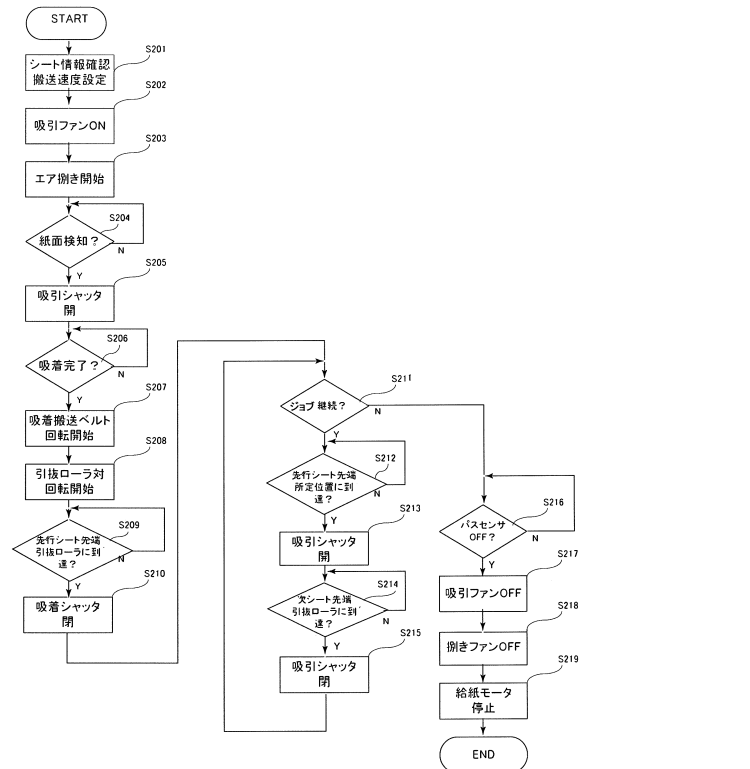 START
S201
シート情報確認
搬送速度設定
S202
吸引ファンON
S203
エア捌き開始
S204
紙面検知？
N
Y
S205
吸引シャッタ
開
S206
吸着完了？
N
Y
S207
吸着搬送ベルト
回転開始
S208
引抜ローラ対
回転開始
S209
先行シート先端
引抜ローラに到
達？
N
Y
S210
吸着シャッタ
閉
S211
ジョブ継続？
N
Y
S212
先行シート先端
所定位置に到
達？
N
Y
S213
吸引シャッタ
開
S214
次シート先端
引抜ローラに到
達？
N
Y
S215
吸引シャッタ
閉
S216
パスセンサ
OFF？
N
Y
S217
吸引ファンOFF
S218
捌きファンOFF
S219
給紙モータ
停止
END